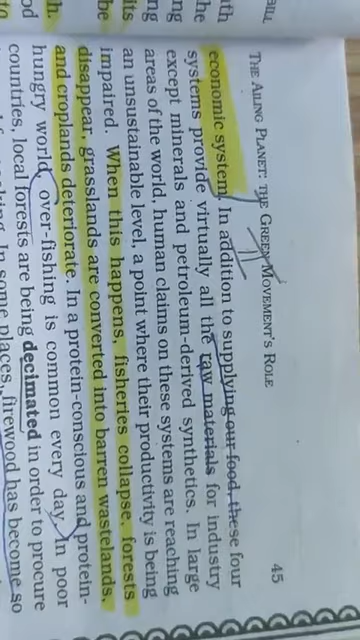 THE AILING PLANET: THE GREEN MOVEMENT'S ROLE 45
economic system. In addition to supplying our food, these four
systems provide virtually all the raw materials for industry
except minerals and petroleum-derived synthetics. In large
areas of the world, human claims on these systems are reaching
an unsustainable level, a point where their productivity is being
impaired. When this happens, fisheries collapse, forests
disappear, grasslands are converted into barren wastelands,
and croplands deteriorate. In a protein-conscious and protein-
hungry world, over-fishing is common every day. In poor
countries, local forests are being decimated in order to procure
In some places, firewood has become so